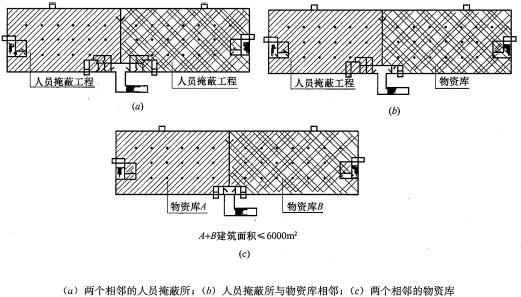 人员掩蔽工程 人员掩蔽工程
(a)
人员掩蔽工程 物资库
(b)
物资库A 物资库B
A+B建筑面积≤6000m²
(c)
(a) 两个相邻的人员掩蔽所；(b) 人员掩蔽所与物资库相邻；(c) 两个相邻的物资库